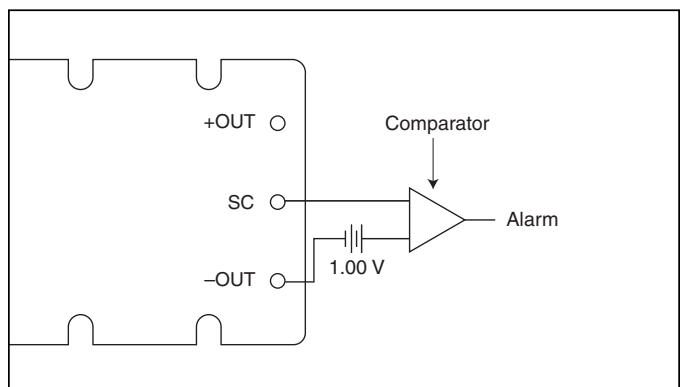 +OUT
Comparator
SC
Alarm
1.00 V
–OUT